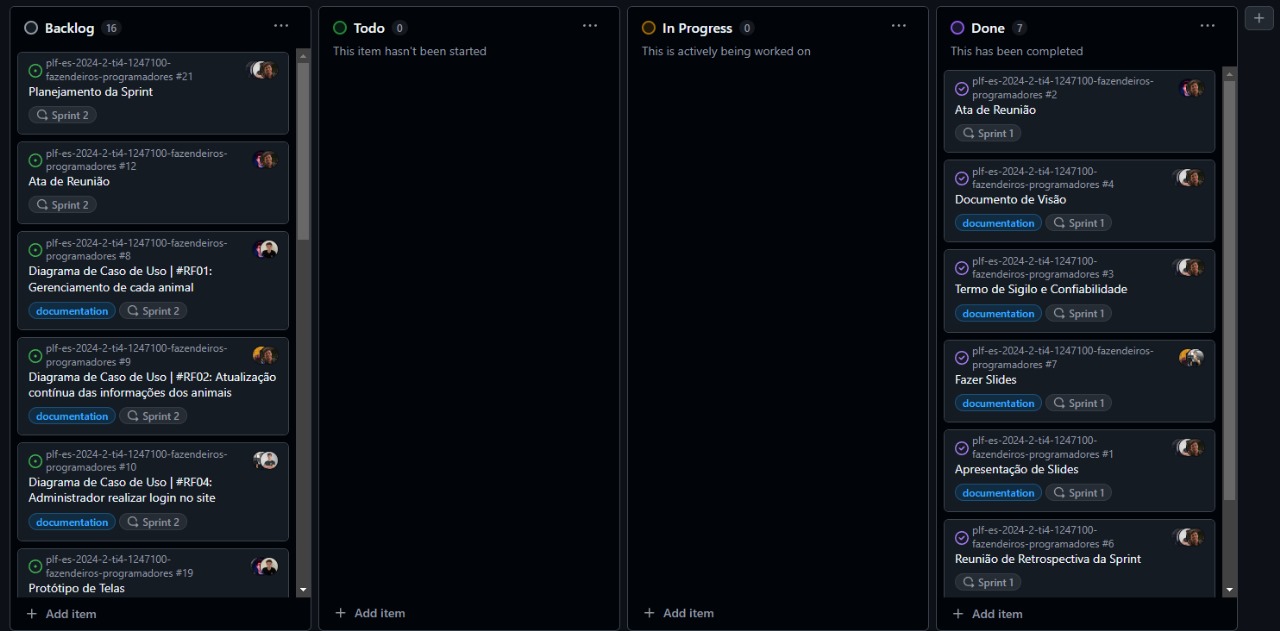 Backlog 16
plf-es-2024-2-ti4-1247100-
fazendeiros-programadores #21
Planejamento da Sprint
Sprint 2
plf-es-2024-2-ti4-1247100-fazendeiros-
programadores #12
Ata de Reunião
Sprint 2
plf-es-2024-2-ti4-1247100-fazendeiros-
programadores #8
Diagrama de Caso de Uso | #RF01:
Gerenciamento de cada animal
documentation Sprint 2
plf-es-2024-2-ti4-1247100-fazendeiros-
programadores #9
Diagrama de Caso de Uso | #RF02: Atualização
contínua das informações dos animais
documentation Sprint 2
plf-es-2024-2-ti4-1247100-fazendeiros-
programadores #10
Diagrama de Caso de Uso | #RF04:
Administrador realizar login no site
documentation Sprint 2
plf-es-2024-2-ti4-1247100-
fazendeiros-programadores #19
Protótipo de Telas
+ Add item
Todo 0
This item hasn't been started
+ Add item
In Progress 0
This is actively being worked on
+ Add item
Done 7
This has been completed
plf-es-2024-2-ti4-1247100-fazendeiros-
programadores #2
Ata de Reunião
Sprint 1
plf-es-2024-2-ti4-1247100-
fazendeiros-programadores #4
Documento de Visão
documentation Sprint 1
plf-es-2024-2-ti4-1247100-
fazendeiros-programadores #3
Termo de Sigilo e Confiabilidade
documentation Sprint 1
plf-es-2024-2-ti4-1247100-fazendeiros-
programadores #7
Fazer Slides
documentation Sprint 1
plf-es-2024-2-ti4-1247100-
fazendeiros-programadores #1
Apresentação de Slides
documentation Sprint 1
plf-es-2024-2-ti4-1247100-
fazendeiros-programadores #6
Reunião de Retrospectiva da Sprint
Sprint 1
+ Add item